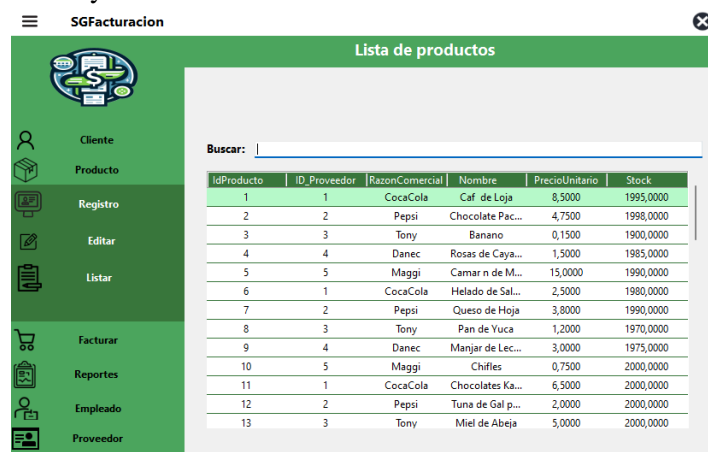 SGFacturacion
Lista de productos
Cliente
Producto
Registro
Editar
Listar
Facturar
Reportes
Empleado
Proveedor
Buscar:
IdProducto ID_Proveedor RazonComercial Nombre PrecioUnitario Stock
1 1 CocaCola Caf de Loja 8,5000 1995,0000
2 2 Pepsi Chocolate Pac... 4,7500 1998,0000
3 3 Tony Banano 0,1500 1900,0000
4 4 Danec Rosas de Caya... 1,5000 1985,0000
5 5 Maggi Camar n de M... 15,0000 1990,0000
6 1 CocaCola Helado de Sal... 2,5000 1980,0000
7 2 Pepsi Queso de Hoja 3,8000 1990,0000
8 3 Tony Pan de Yuca 1,2000 1970,0000
9 4 Danec Manjar de Lec... 3,0000 1975,0000
10 5 Maggi Chifles 0,7500 2000,0000
11 1 CocaCola Chocolates Ka... 6,5000 2000,0000
12 2 Pepsi Tuna de Gal p... 2,0000 2000,0000
13 3 Tony Miel de Abeja 5,0000 2000,0000